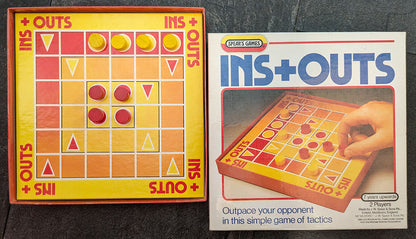 INS + OUTS
INS + OUTS
INS + OUTS
INS + OUTS
SPEAR'S GAMES
INS+OUTS
INS + OUTS
Outpace your opponent
in this simple game of tactics
7 years upwards
2 Players